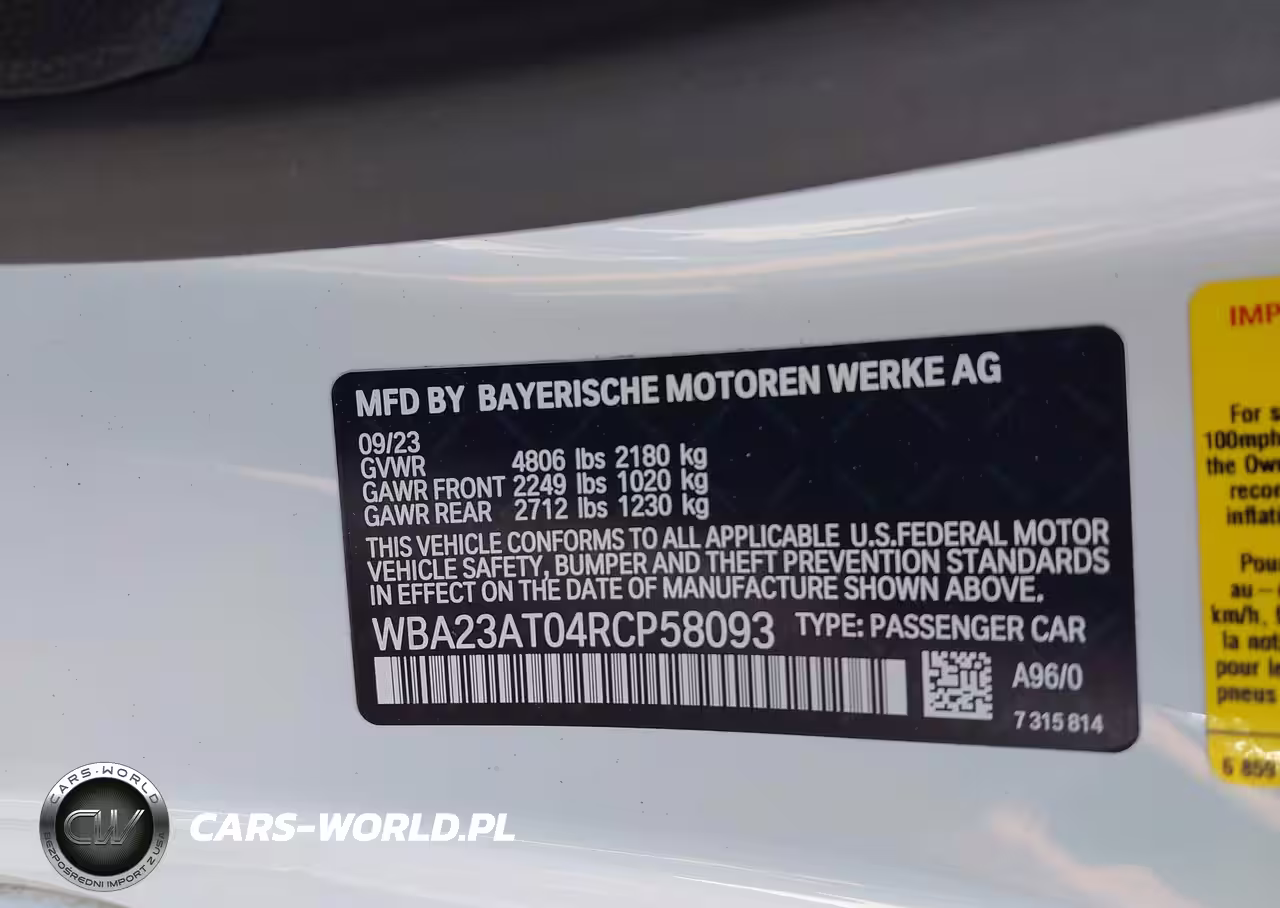 MFD BY BAYERISCHE MOTOREN WERKE AG
09/23
GVWR 4806 lbs 2180 kg
GAWR FRONT 2249 lbs 1020 kg
GAWR REAR 2712 lbs 1230 kg
THIS VEHICLE CONFORMS TO ALL APPLICABLE U.S.FEDERAL MOTOR
VEHICLE SAFETY, BUMPER AND THEFT PREVENTION STANDARDS
IN EFFECT ON THE DATE OF MANUFACTURE SHOWN ABOVE.
WBA23AT04RCP58093 TYPE: PASSENGER CAR
A96/0
7 315 814
IMP
For s
100mph
the Ow
recor
inflati
Pou
au –
km/h,
la not
pour le
pneus
6 859
CARS-WORLD
CW
BEZPOŚREDNI IMPORT Z USA
CARS-WORLD.PL